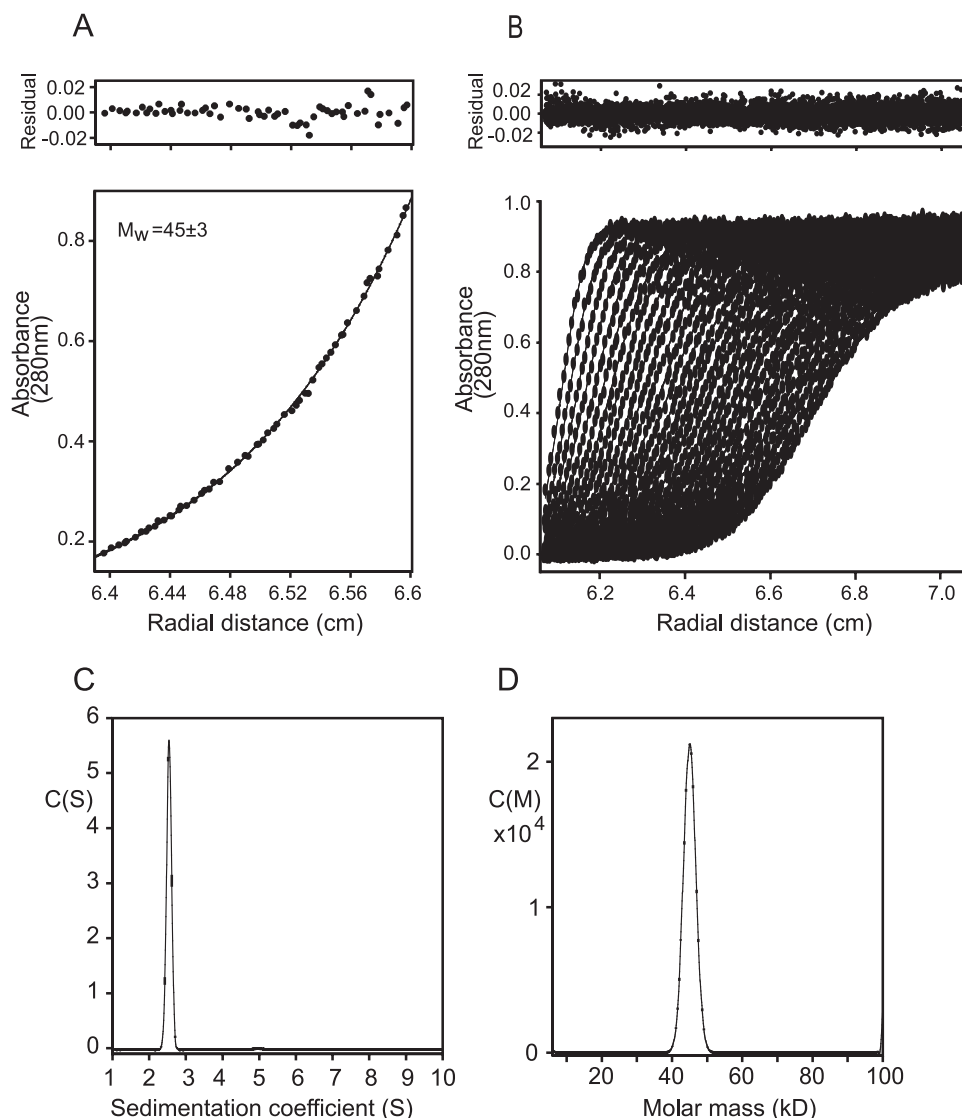 A
Residual
0.02
0.00
-0.02
M_W =45±3
Absorbance
(280nm)
0.8
0.6
0.4
0.2
6.4 6.44 6.48 6.52 6.56 6.6
Radial distance (cm)
B
Residual
0.02
0.00
-0.02
Absorbance
(280nm)
1.0
0.8
0.6
0.4
0.2
0.0
6.2 6.4 6.6 6.8 7.0
Radial distance (cm)
C
C(S)
6
5
4
3
2
1
0
1 2 3 4 5 6 7 8 9 10
Sedimentation coefficient (S)
D
C(M)
x10^4
2
1
0
20 40 60 80 100
Molar mass (kD)